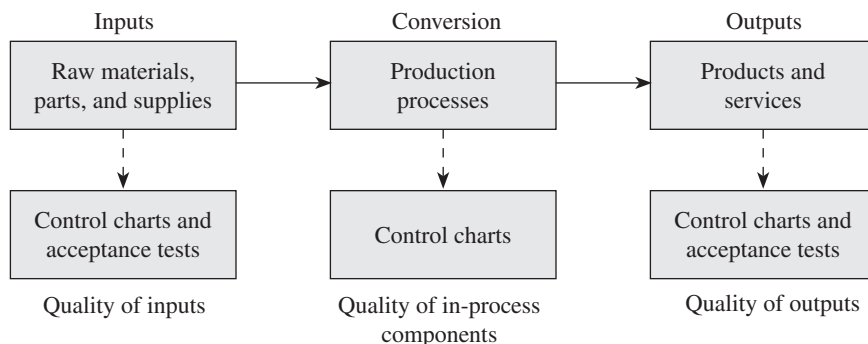 Inputs
Conversion
Outputs
Raw materials,
parts, and supplies
Production
processes
Products and
services
Control charts and
acceptance tests
Control charts
Control charts and
acceptance tests
Quality of inputs
Quality of in-process
components
Quality of outputs